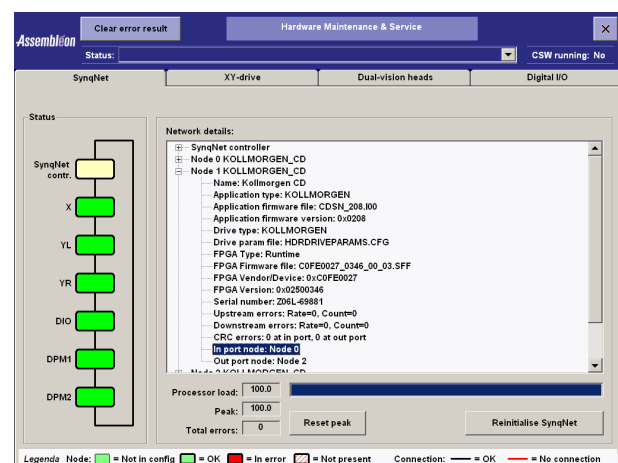 Clear error result
Hardware Maintenance & Service
×
Assembléon
Status:
CSW running: No
SynqNet
XY-drive
Dual-vision heads
Digital I/O
Status
SynqNet
contr.
X
YL
YR
DIO
DPM1
DPM2
Network details:
SynqNet controller
Node 0 KOLLMORGEN_CD
Node 1 KOLLMORGEN_CD
Name: Kollmorgen CD
Application type: KOLLMORGEN
Application firmware file: CDSN_208.I00
Application firmware version: 0x0208
Drive type: KOLLMORGEN
Drive param file: HDRDRIVEPARAMS.CFG
FPGA Type: Runtime
FPGA Firmware file: C0FE0027_0346_00_03.SFF
FPGA Vendor/Device: 0xC0FE0027
FPGA Version: 0x02500346
Serial number: Z06L-69881
Upstream errors: Rate=0, Count=0
Downstream errors: Rate=0, Count=0
CRC errors: 0 at in port, 0 at out port
In port node: Node 0
Out port node: Node 2
Node 2 KOLLMORGEN_CD
Processor load: 100.0
Peak: 100.0
Total errors: 0
Reset peak
Reinitialise SynqNet
Legenda Node: = Not in config = OK = In error = Not present Connection: = OK = No connection